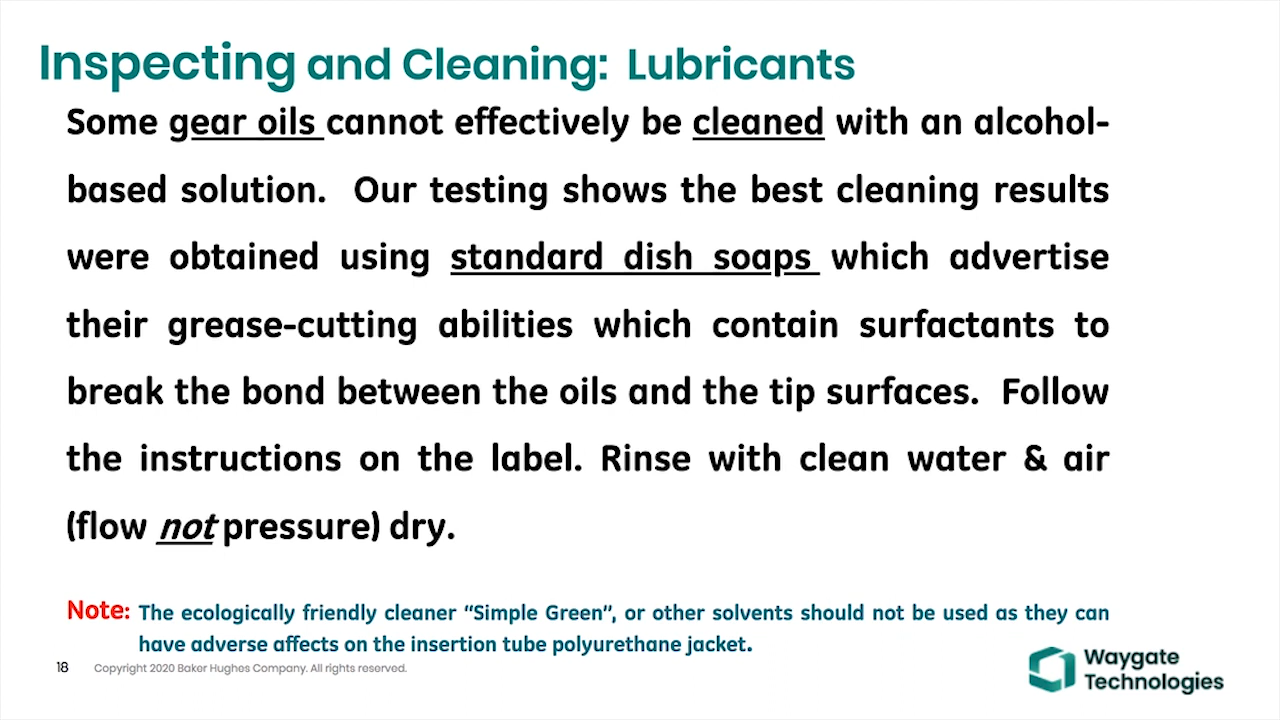 Inspecting and Cleaning: Lubricants
Some gear oils cannot effectively be cleaned with an alcohol-
based solution. Our testing shows the best cleaning results
were obtained using standard dish soaps which advertise
their grease-cutting abilities which contain surfactants to
break the bond between the oils and the tip surfaces. Follow
the instructions on the label. Rinse with clean water & air
(flow not pressure) dry.
Note: The ecologically friendly cleaner “Simple Green”, or other solvents should not be used as they can
have adverse affects on the insertion tube polyurethane jacket.
18 Copyright 2020 Baker Hughes Company. All rights reserved.
Waygate
Technologies